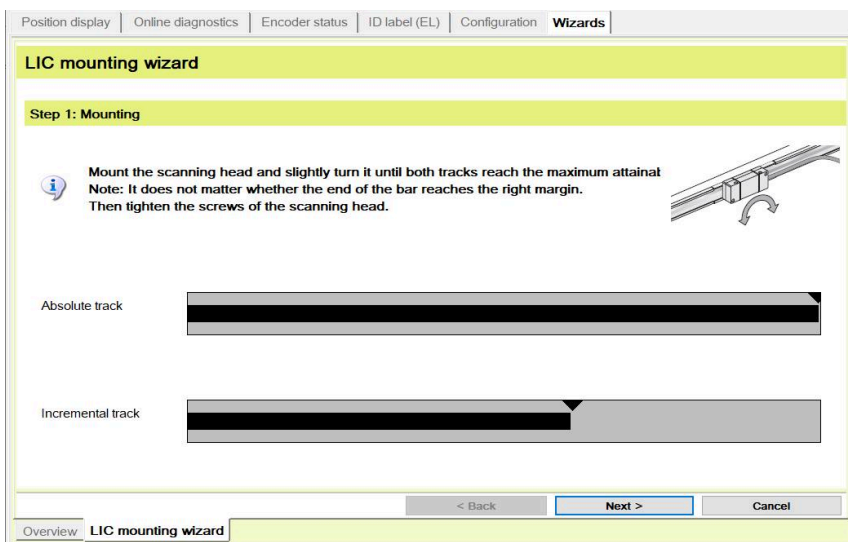 Position display Online diagnostics Encoder status ID label (EL) Configuration Wizards
LIC mounting wizard
Step 1: Mounting
Mount the scanning head and slightly turn it until both tracks reach the maximum attainab
Note: It does not matter whether the end of the bar reaches the right margin.
Then tighten the screws of the scanning head.
Absolute track
Incremental track
< Back Next > Cancel
Overview LIC mounting wizard